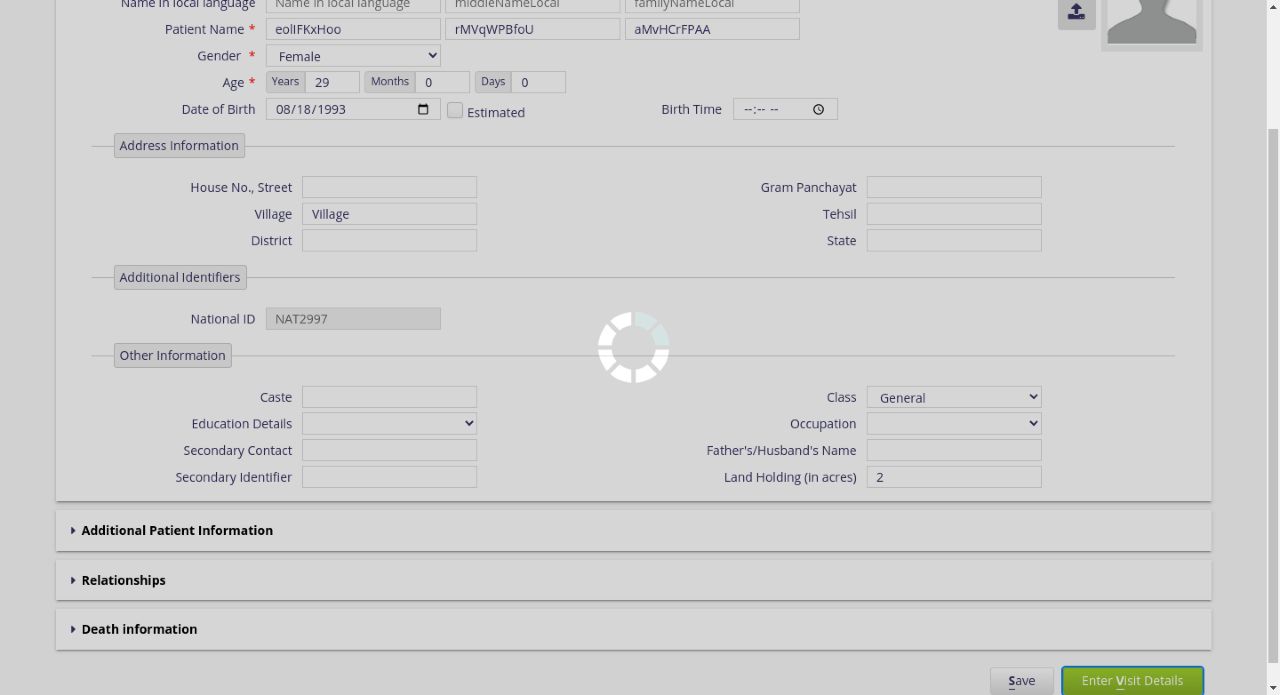 Name in local language Name in local language middleNameLocal familyNameLocal
Patient Name * eolIFKxHoo rMVqWPBfoU aMvHCrFPAA
Gender * Female
Age * Years 29 Months 0 Days 0
Date of Birth 08/18/1993 Estimated Birth Time --:-- --
Address Information
House No., Street Gram Panchayat
Village Village Tehsil
District State
Additional Identifiers
National ID NAT2997
Other Information
Caste Class General
Education Details Occupation
Secondary Contact Father's/Husband's Name
Secondary Identifier Land Holding (in acres) 2
Additional Patient Information
Relationships
Death information
Save Enter Visit Details